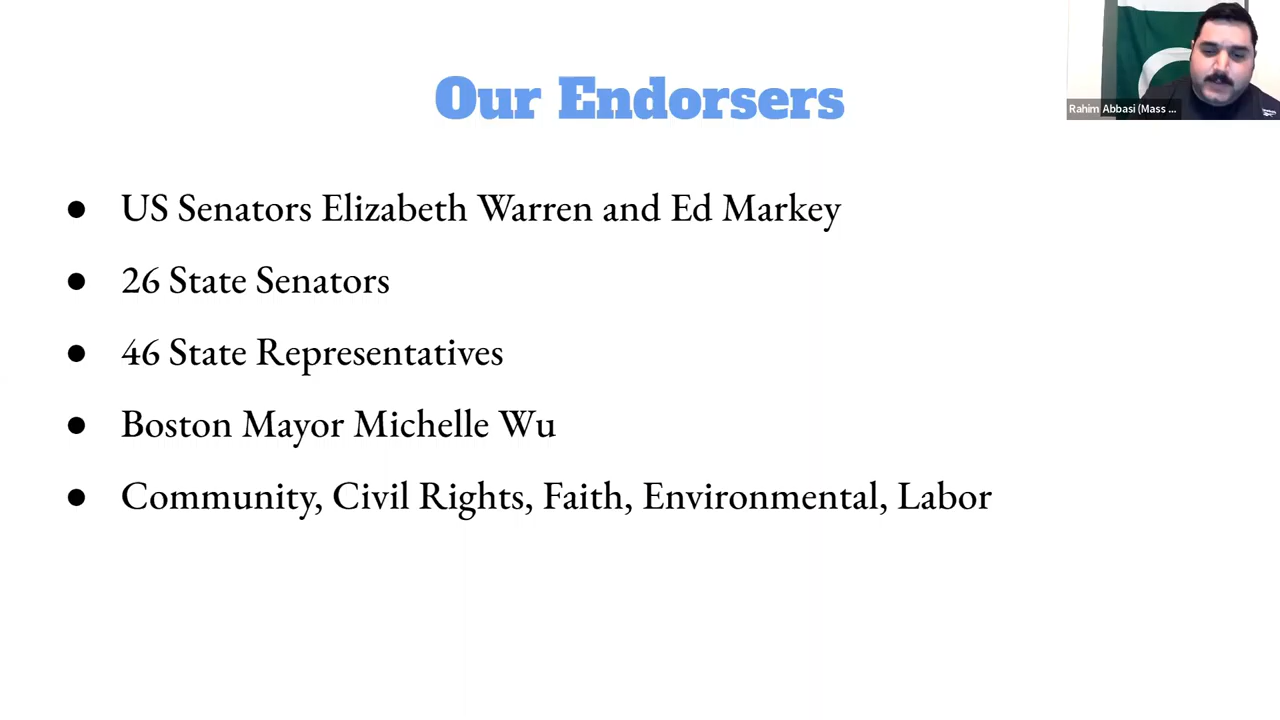 Our Endorsers
Rahim Abbasi (Mass ...
● US Senators Elizabeth Warren and Ed Markey
● 26 State Senators
● 46 State Representatives
● Boston Mayor Michelle Wu
● Community, Civil Rights, Faith, Environmental, Labor